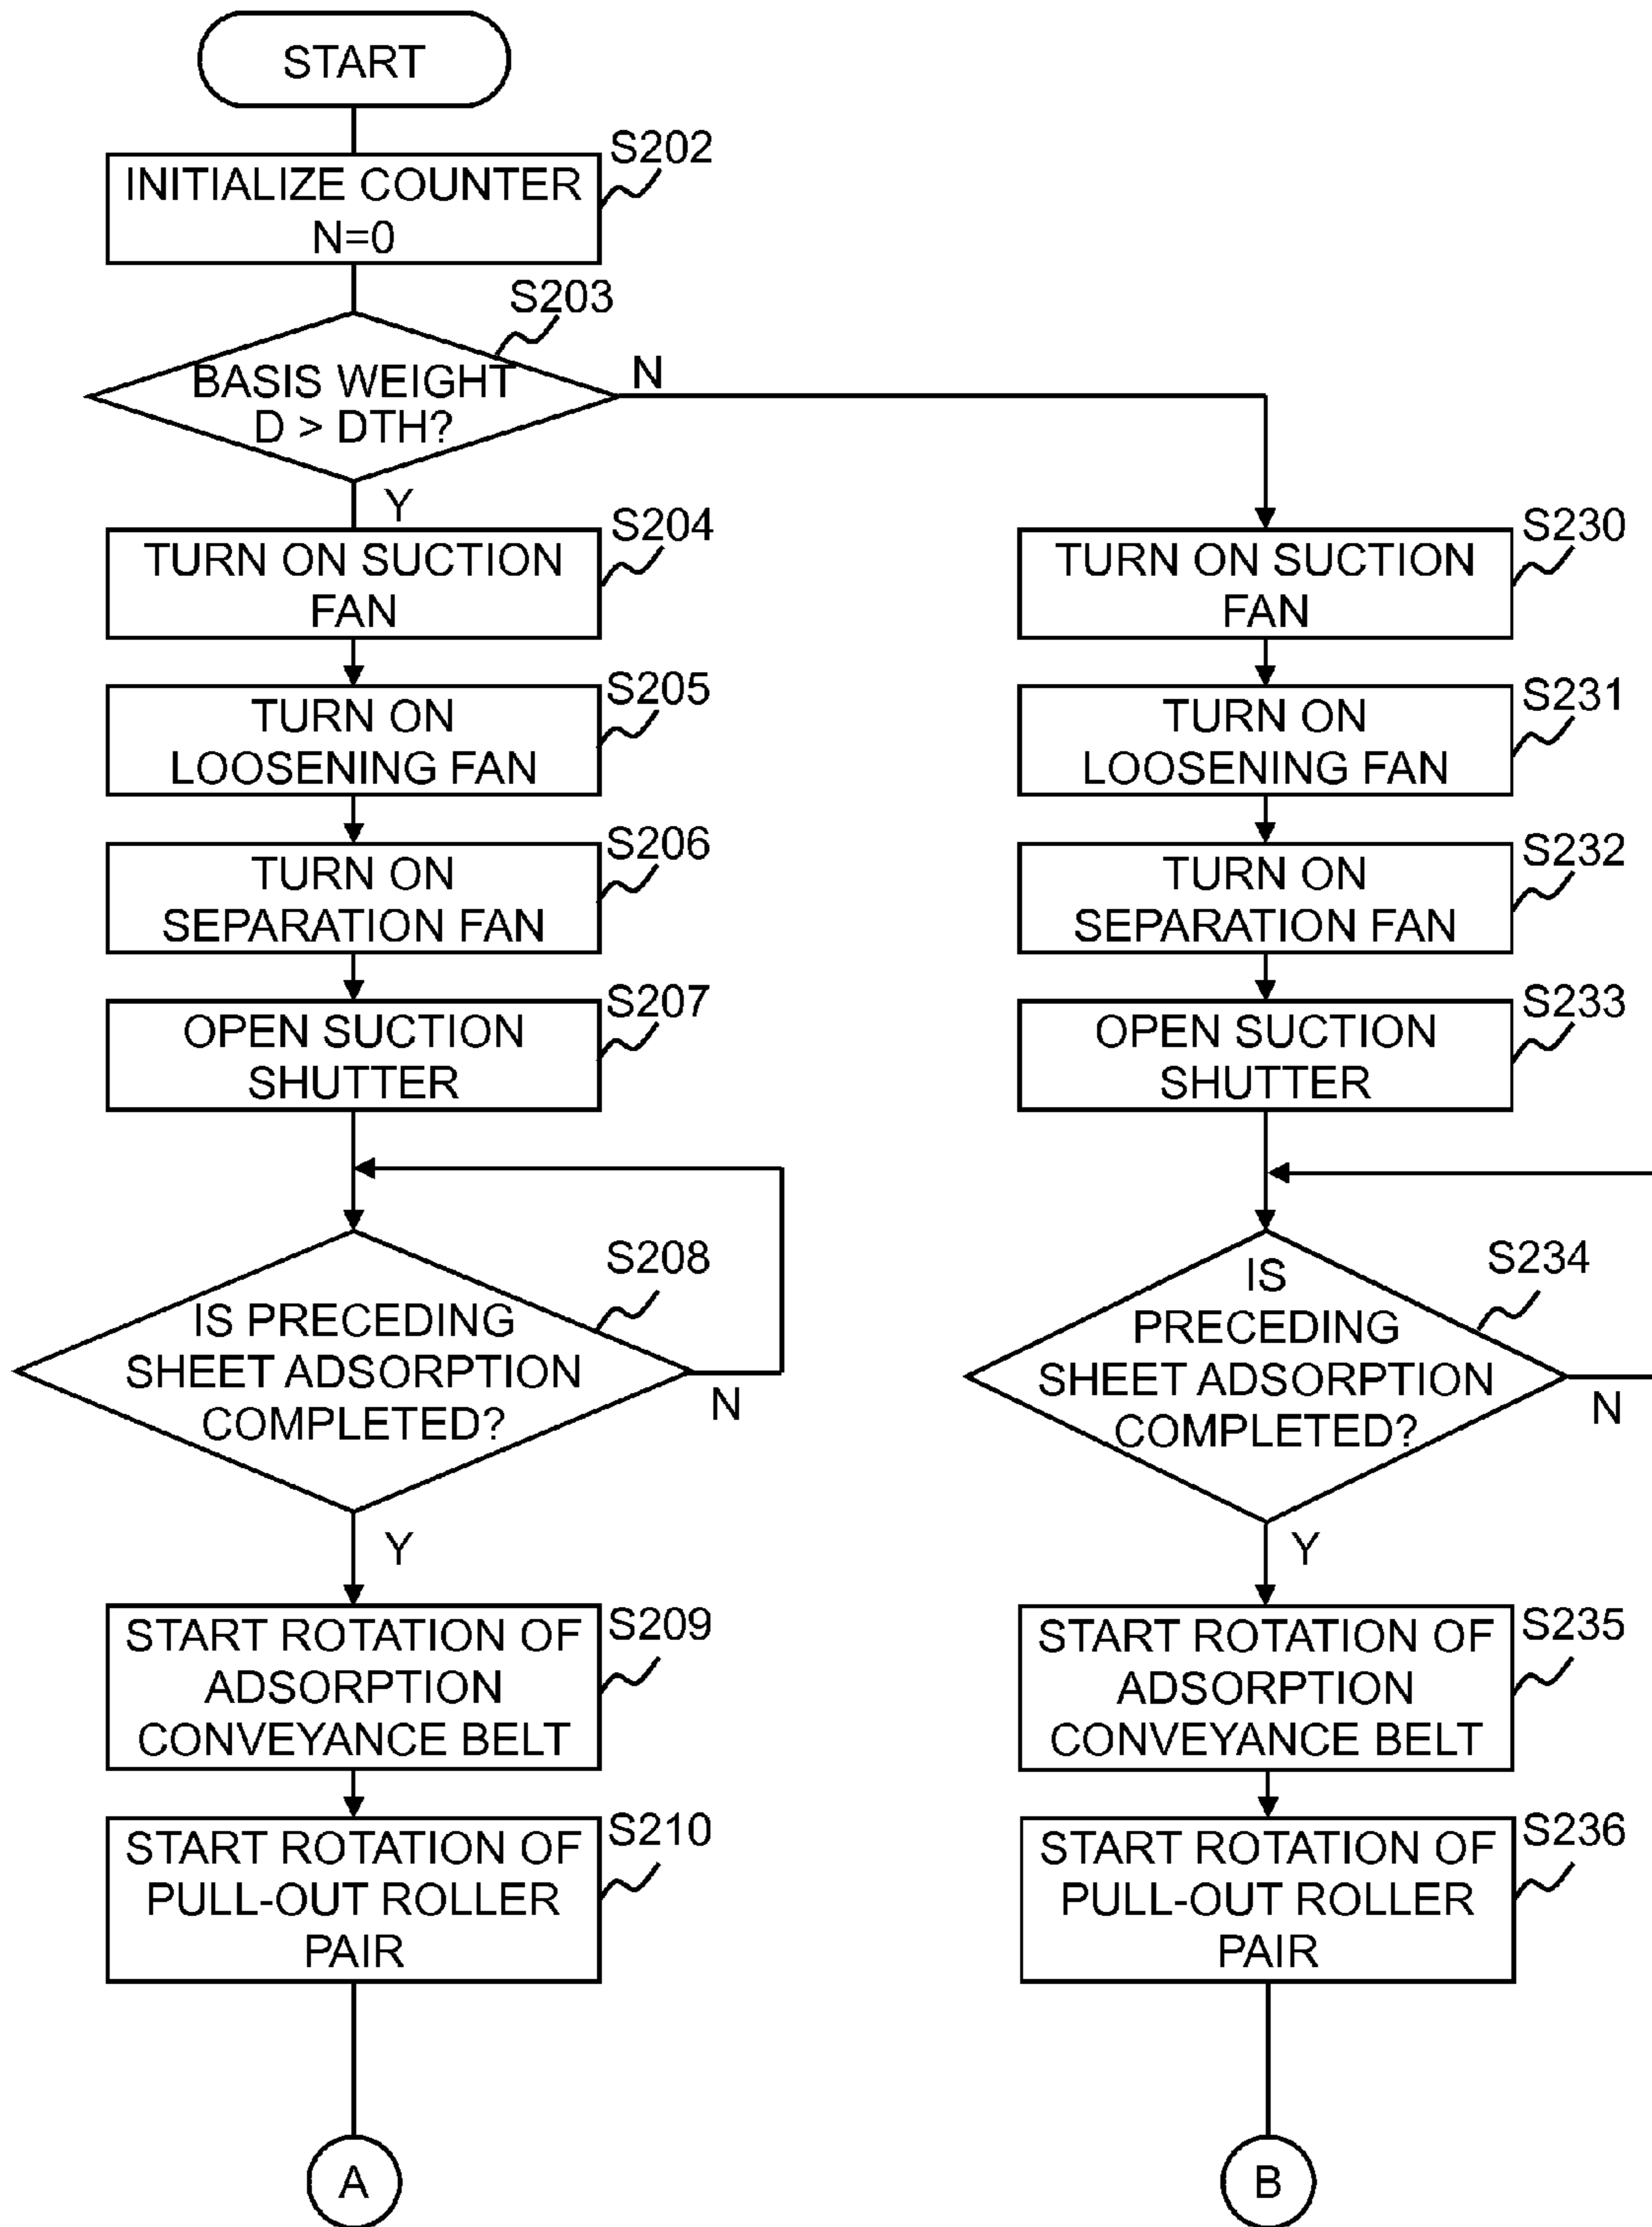 START
S202
INITIALIZE COUNTER
N=0
S203
BASIS WEIGHT
D > DTH?
N
Y
S204
TURN ON SUCTION
FAN
S205
TURN ON
LOOSENING FAN
S206
TURN ON
SEPARATION FAN
S207
OPEN SUCTION
SHUTTER
S208
IS PRECEDING
SHEET ADSORPTION
COMPLETED?
N
Y
S209
START ROTATION OF
ADSORPTION
CONVEYANCE BELT
S210
START ROTATION OF
PULL-OUT ROLLER
PAIR
A
S230
TURN ON SUCTION
FAN
S231
TURN ON
LOOSENING FAN
S232
TURN ON
SEPARATION FAN
S233
OPEN SUCTION
SHUTTER
S234
IS
PRECEDING
SHEET ADSORPTION
COMPLETED?
N
Y
S235
START ROTATION OF
ADSORPTION
CONVEYANCE BELT
S236
START ROTATION OF
PULL-OUT ROLLER
PAIR
B